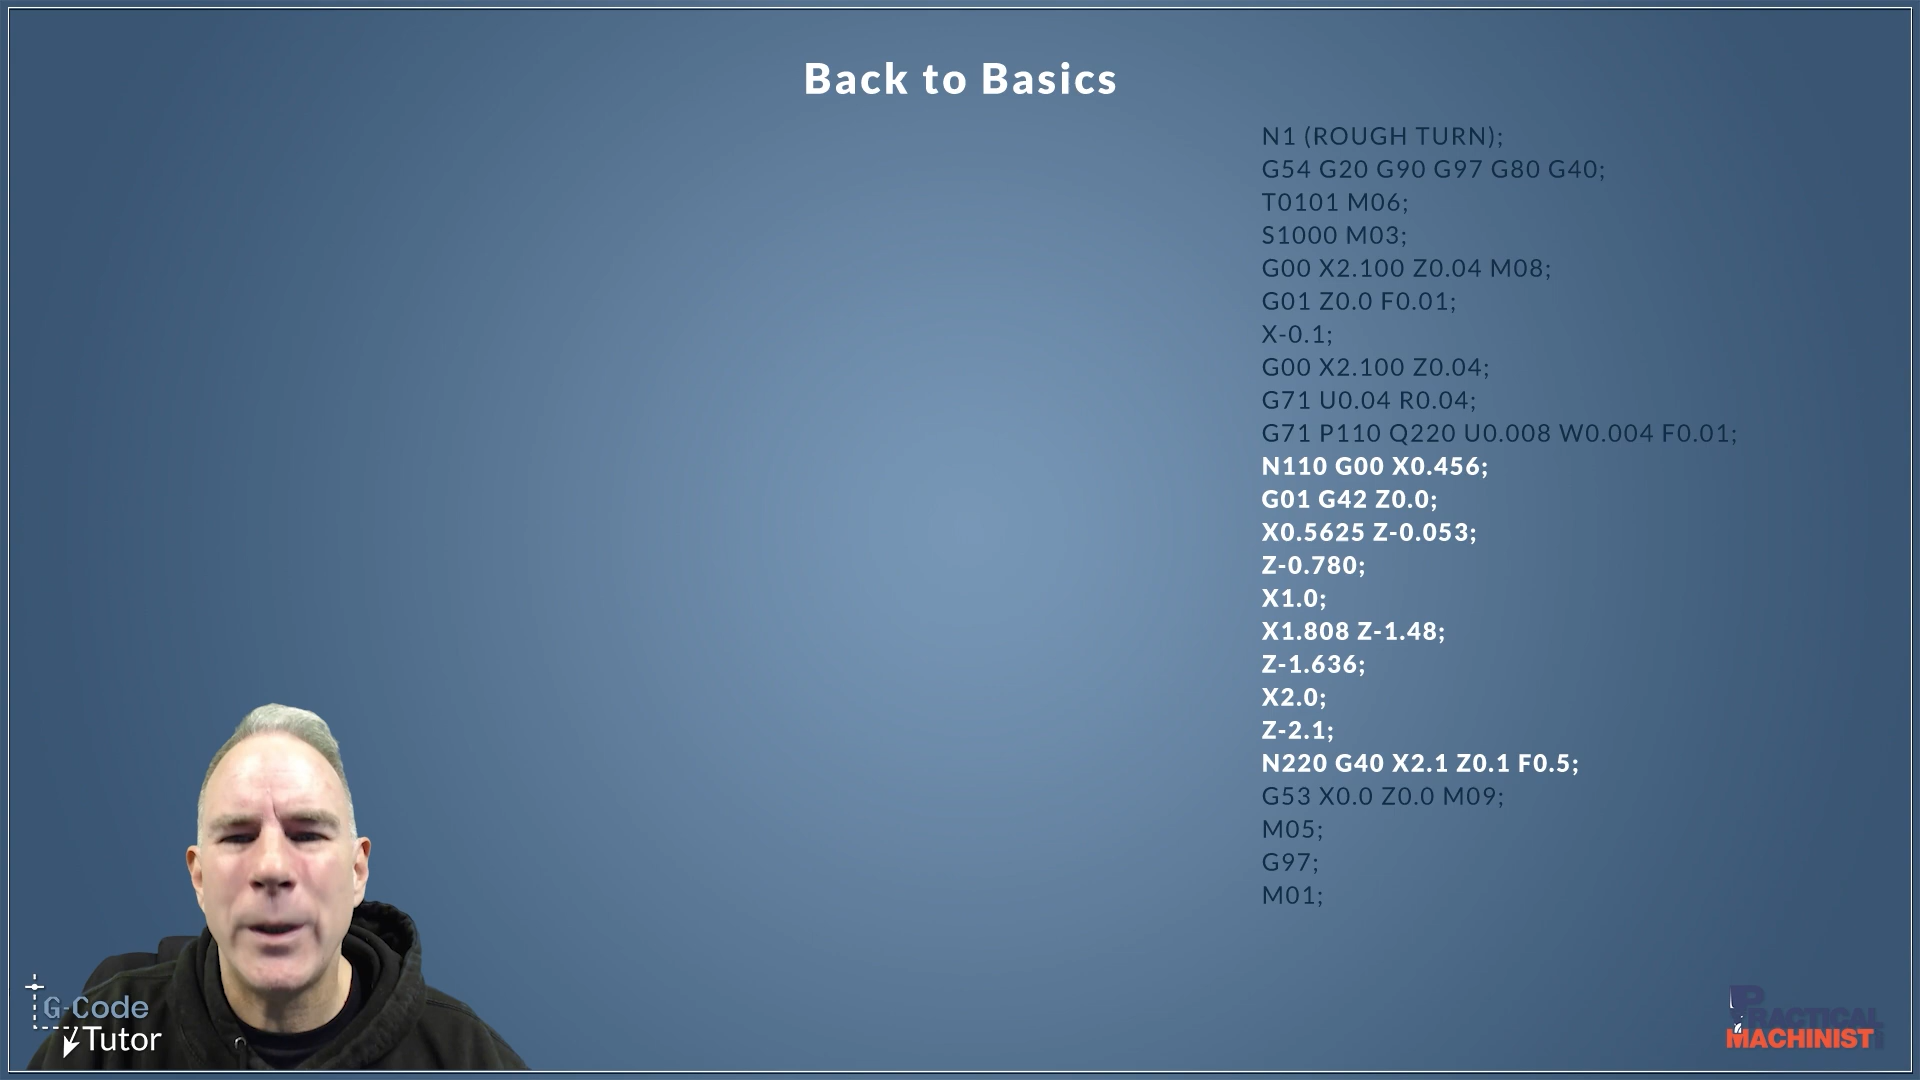 Back to Basics
N1 (ROUGH TURN);
G54 G20 G90 G97 G80 G40;
T0101 M06;
S1000 M03;
G00 X2.100 Z0.04 M08;
G01 Z0.0 F0.01;
X-0.1;
G00 X2.100 Z0.04;
G71 U0.04 R0.04;
G71 P110 Q220 U0.008 W0.004 F0.01;
N110 G00 X0.456;
G01 G42 Z0.0;
X0.5625 Z-0.053;
Z-0.780;
X1.0;
X1.808 Z-1.48;
Z-1.636;
X2.0;
Z-2.1;
N220 G40 X2.1 Z0.1 F0.5;
G53 X0.0 Z0.0 M09;
M05;
G97;
M01;
G-Code
Tutor
PRACTICAL
MACHINIST